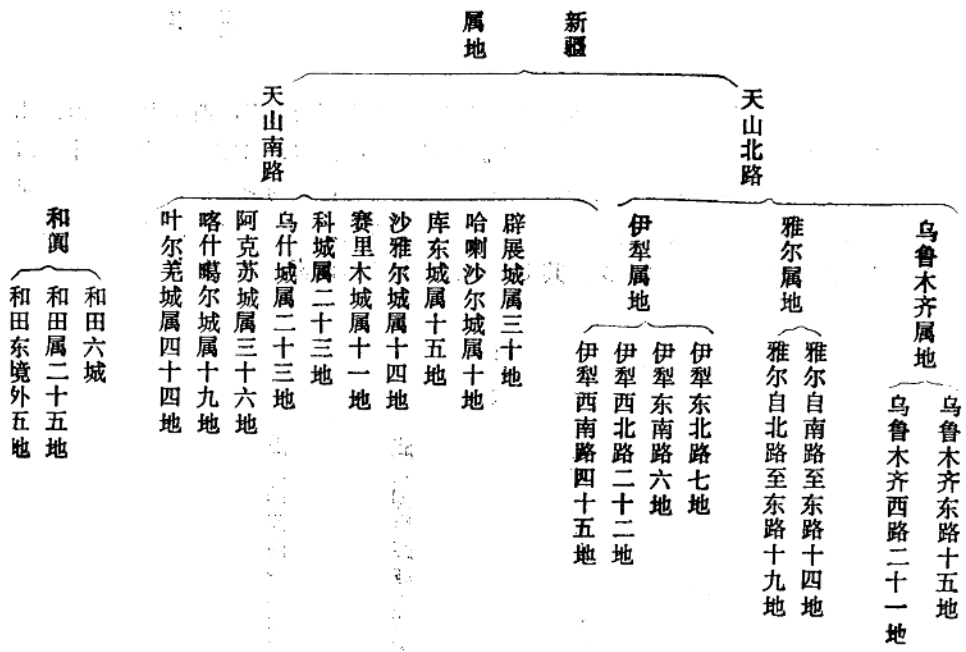 新疆
属地
天山北路
乌鲁木齐属地
乌鲁木齐东路十五地
乌鲁木齐西路二十一地
雅尔属地
雅尔自南路至东路十四地
雅尔自北路至东路十九地
伊犁属地
伊犁东北路七地
伊犁东南路六地
伊犁西北路二十二地
伊犁西南路四十五地
天山南路
辟展城属三十地
哈喇沙尔城属十地
库东城属十五地
沙雅尔城属十四地
赛里木城属十一地
科城属二十三地
乌什城属二十三地
阿克苏城属三十六地
喀什噶尔城属十九地
叶尔羌城属四十四地
和阗
和田六城
和田属二十五地
和田东境外五地